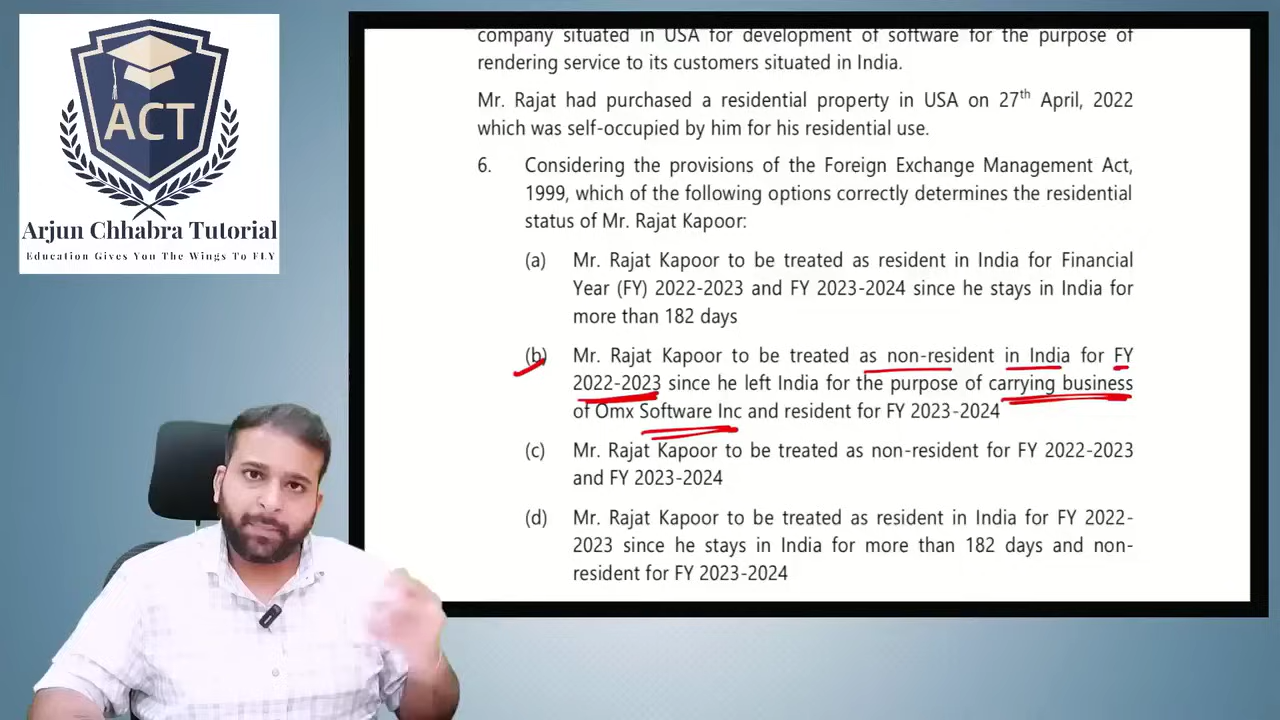 ACT
Arjun Chhabra Tutorial
Education Gives You The Wings To FLY
company situated in USA for development of software for the purpose of
rendering service to its customers situated in India.
Mr. Rajat had purchased a residential property in USA on 27th April, 2022
which was self-occupied by him for his residential use.
6. Considering the provisions of the Foreign Exchange Management Act,
1999, which of the following options correctly determines the residential
status of Mr. Rajat Kapoor:
(a) Mr. Rajat Kapoor to be treated as resident in India for Financial
Year (FY) 2022-2023 and FY 2023-2024 since he stays in India for
more than 182 days
(b) Mr. Rajat Kapoor to be treated as non-resident in India for FY
2022-2023 since he left India for the purpose of carrying business
of Omx Software Inc and resident for FY 2023-2024
(c) Mr. Rajat Kapoor to be treated as non-resident for FY 2022-2023
and FY 2023-2024
(d) Mr. Rajat Kapoor to be treated as resident in India for FY 2022-
2023 since he stays in India for more than 182 days and non-
resident for FY 2023-2024